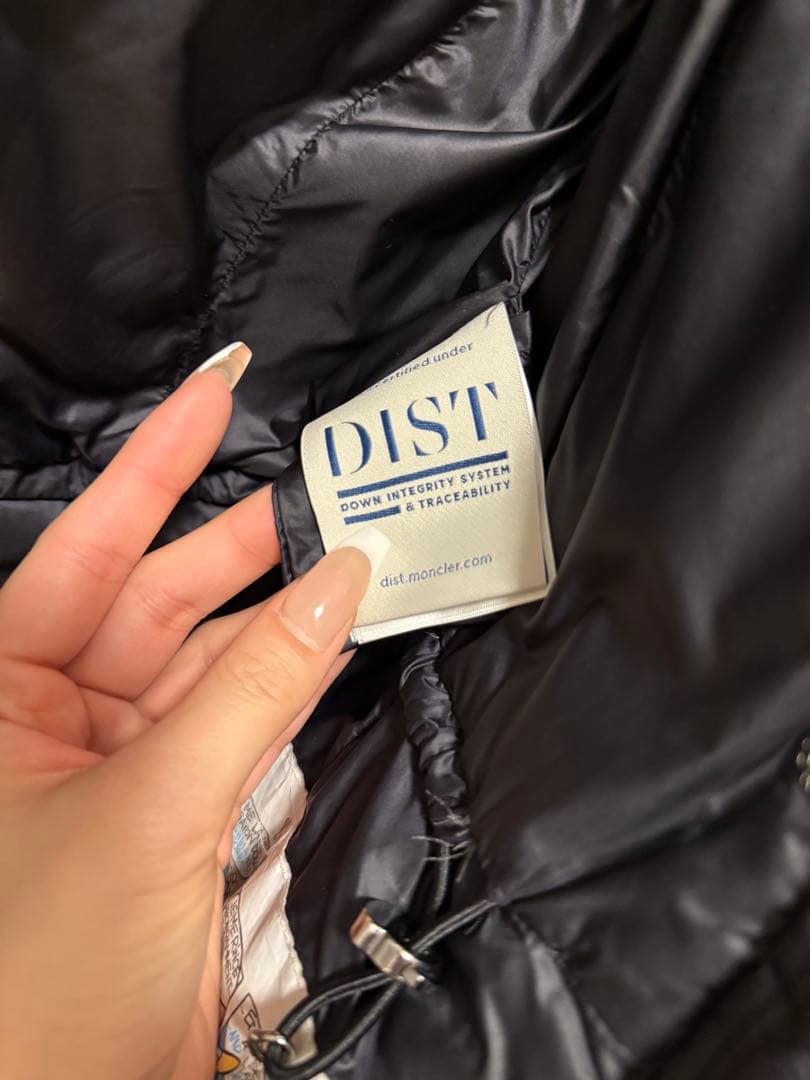 certified under
DIST
DOWN INTEGRITY SYSTEM
& TRACEABILITY
dist.moncler.com